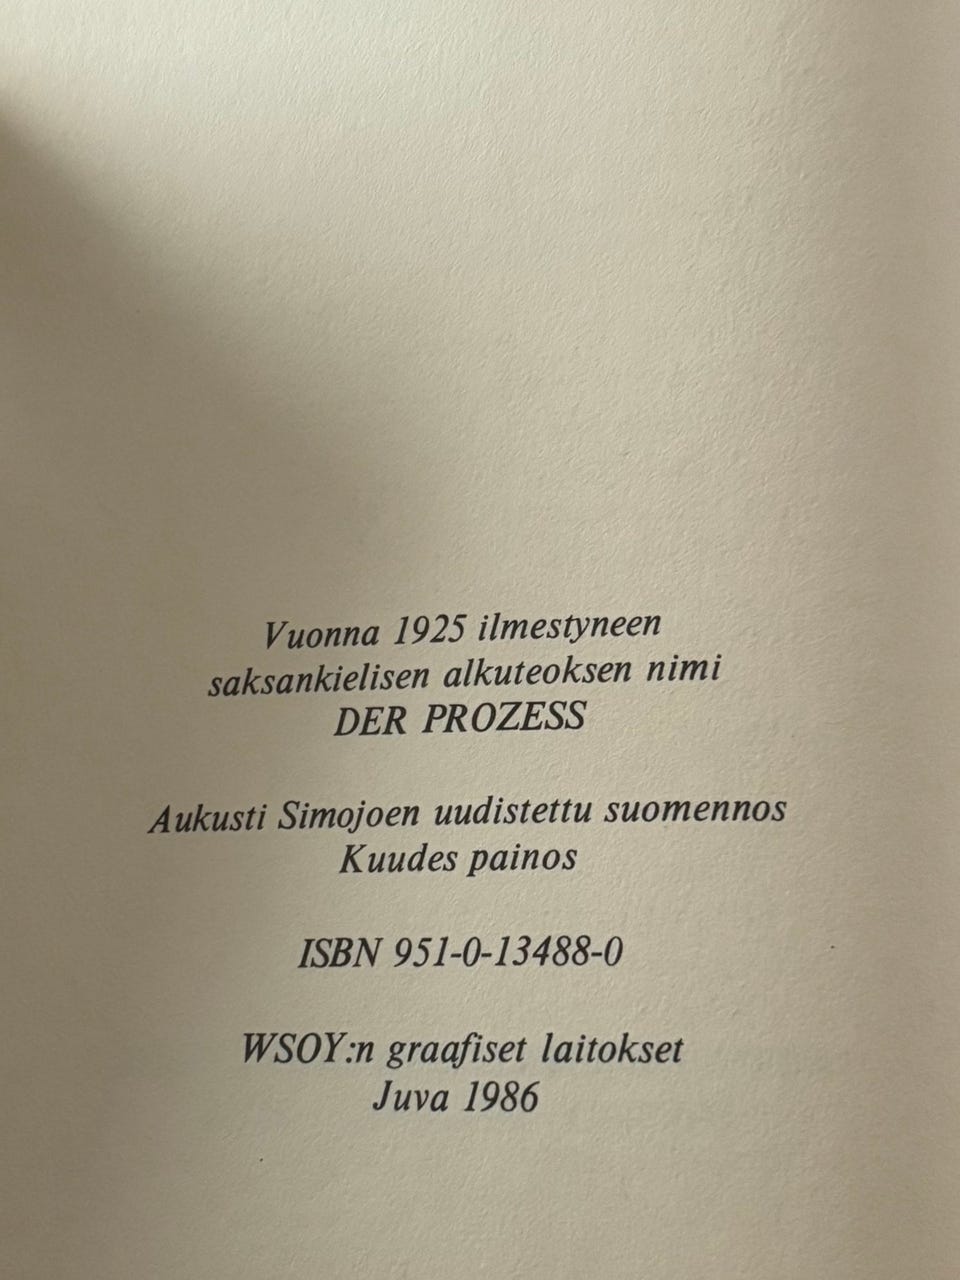 Vuonna 1925 ilmestyneen
saksankielisen alkuteoksen nimi
DER PROZESS
Aukusti Simojoen uudistettu suomennos
Kuudes painos
ISBN 951-0-13488-0
WSOY:n graafiset laitokset
Juva 1986